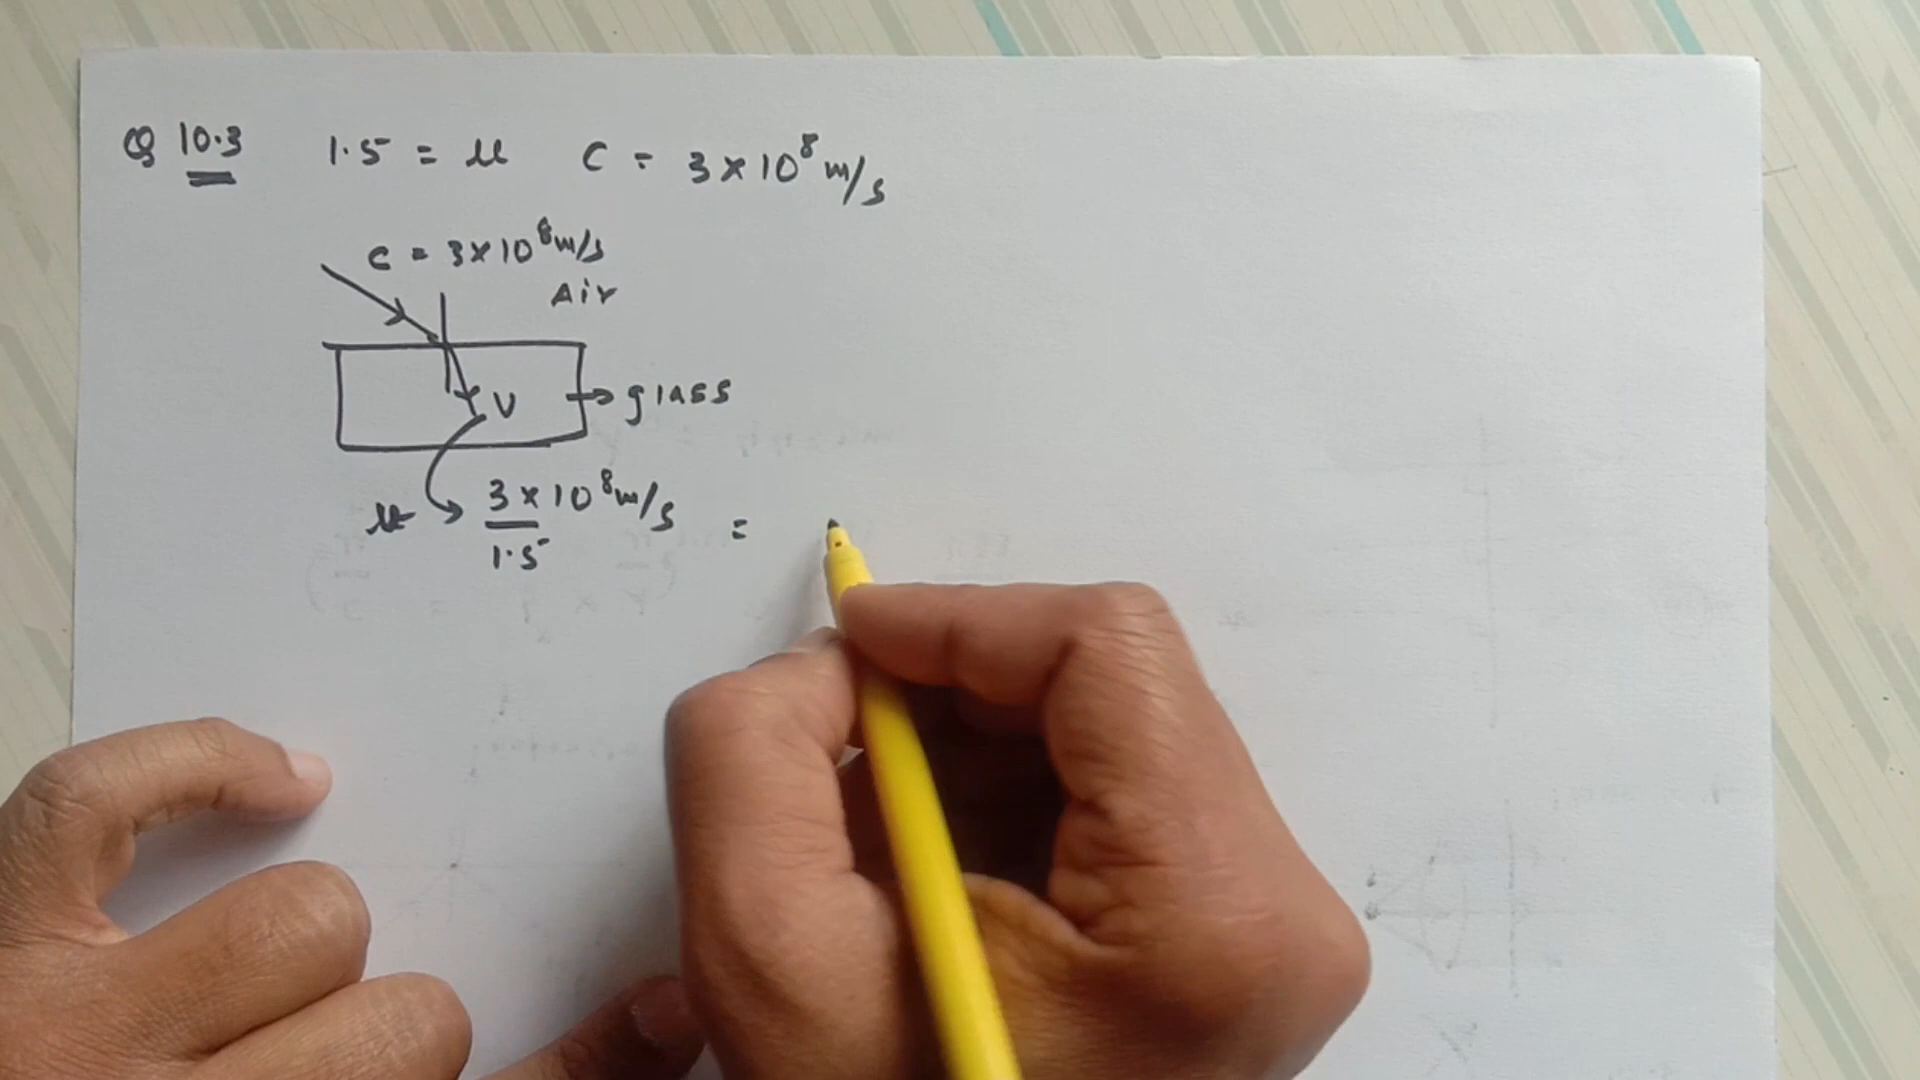 Q 10.3 1.5 = μ C = 3×10⁸ m/s
c = 3×10⁸ m/s
Air
V
glass
3×10⁸ m/s =
1.5